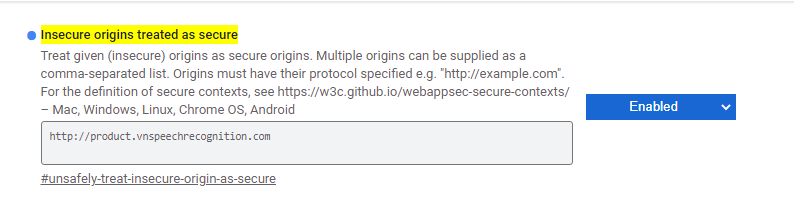 Insecure origins treated as secure
Treat given (insecure) origins as secure origins. Multiple origins can be supplied as a
comma-separated list. Origins must have their protocol specified e.g. "http://example.com".
For the definition of secure contexts, see https://w3c.github.io/webappsec-secure-contexts/
– Mac, Windows, Linux, Chrome OS, Android
Enabled
http://product.vnspeechrecognition.com
#unsafely-treat-insecure-origin-as-secure